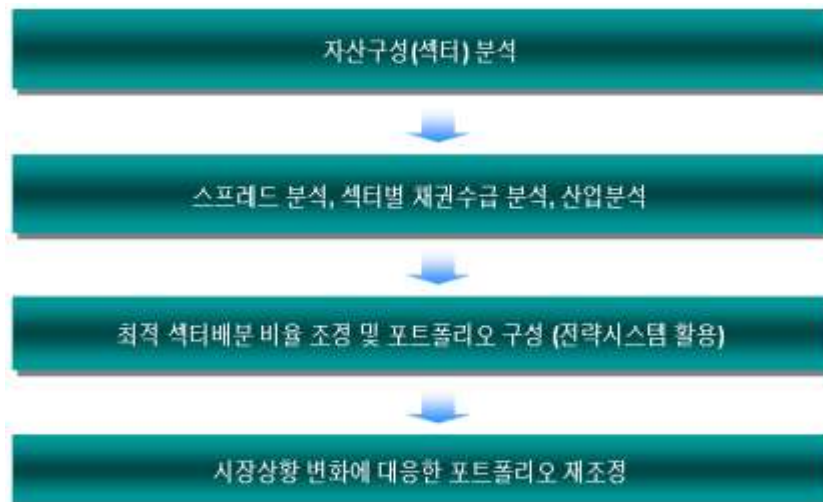 자산구성(섹터) 분석
스프레드 분석, 섹터별 채권수급 분석, 산업분석
최적 섹터배분 비율 조정 및 포트폴리오 구성 (전략시스템 활용)
시장상황 변화에 대응한 포트폴리오 재조정